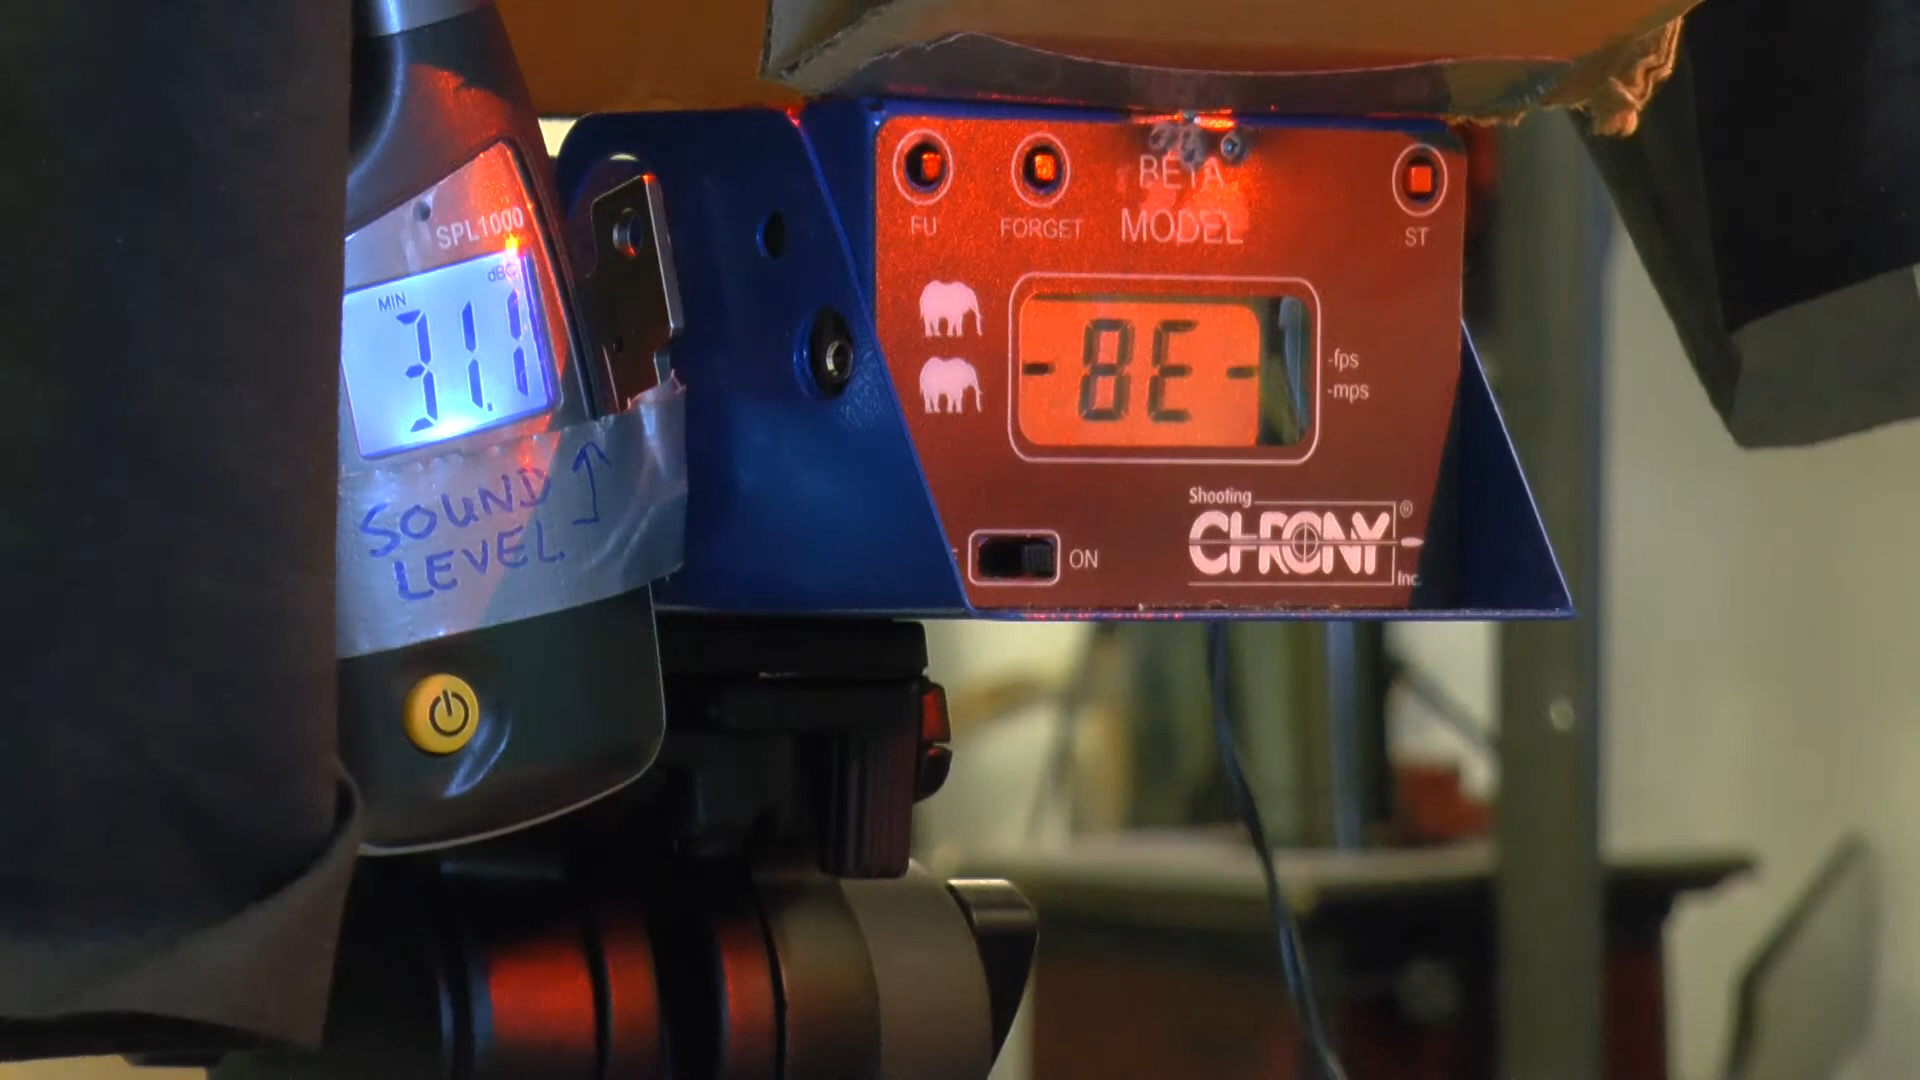 SPL1000
dBC
MIN
31.1
SOUND
LEVEL
BETA
MODEL
FU
FORGET
ST
-8E-
-fps
-mps
ON
Shooting
CHRONY®
Inc.